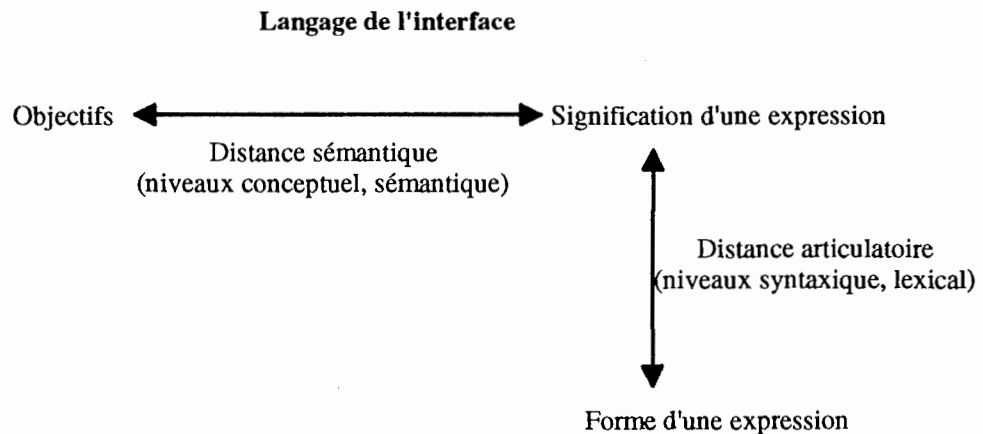 Langage de l'interface
Objectifs
Signification d'une expression
Distance sémantique
(niveaux conceptuel, sémantique)
Distance articulatoire
(niveaux syntaxique, lexical)
Forme d'une expression